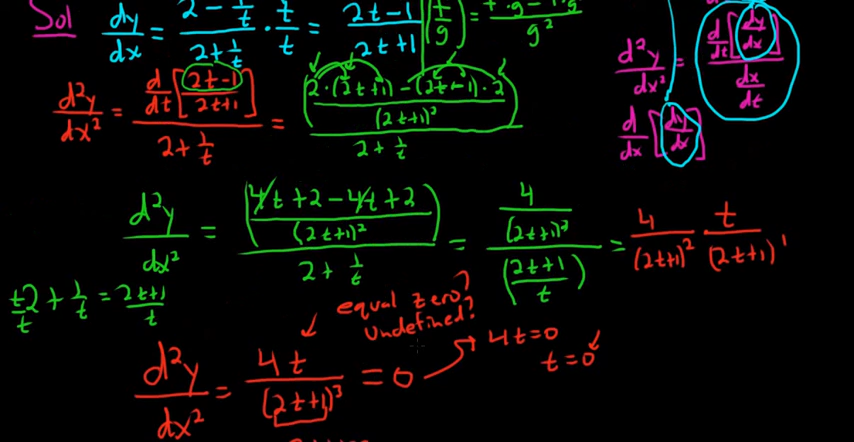 Sol dy/dx = (2 - 1/t)/(2 + 1/t) · t/t = (2t-1)/(2t+1)
(f/g)' = (f'·g - f·g')/g²
d²y/dx² = (d/dt[dy/dx])/(dx/dt)
d/dx [dy/dx]
d²y/dx² = (d/dt[(2t-1)/(2t+1)])/(2 + 1/t) = ((2·(2t+1) - (2t-1)·2)/(2t+1)²)/(2 + 1/t)
d²y/dx² = ((4t + 2 - 4t + 2)/(2t+1)²)/(2 + 1/t) = (4/(2t+1)²)/((2t+1)/t) = 4/(2t+1)² · t/(2t+1)¹
t/t 2 + 1/t = (2t+1)/t
equal zero?
undefined?
d²y/dx² = 4t/(2t+1)³ = 0
4t=0
t=0